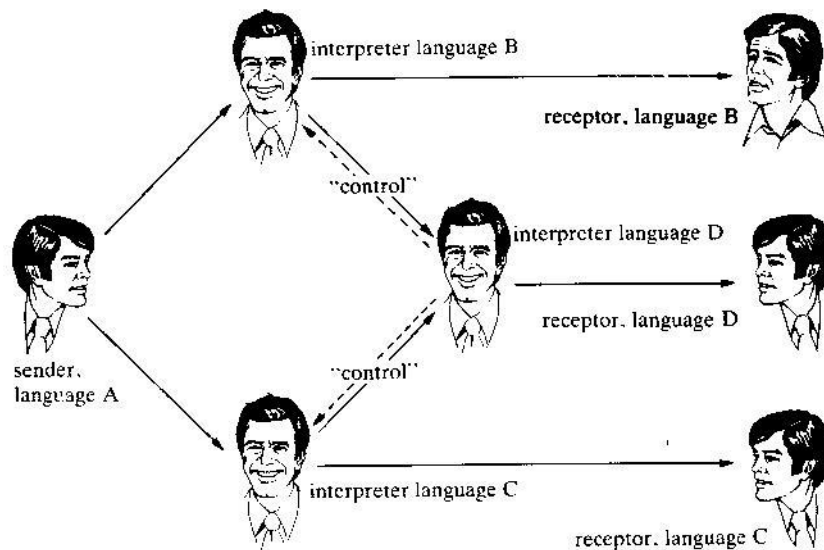 interpreter language B
receptor, language B
"control"
interpreter language D
receptor, language D
sender,
language A
"control"
interpreter language C
receptor, language C